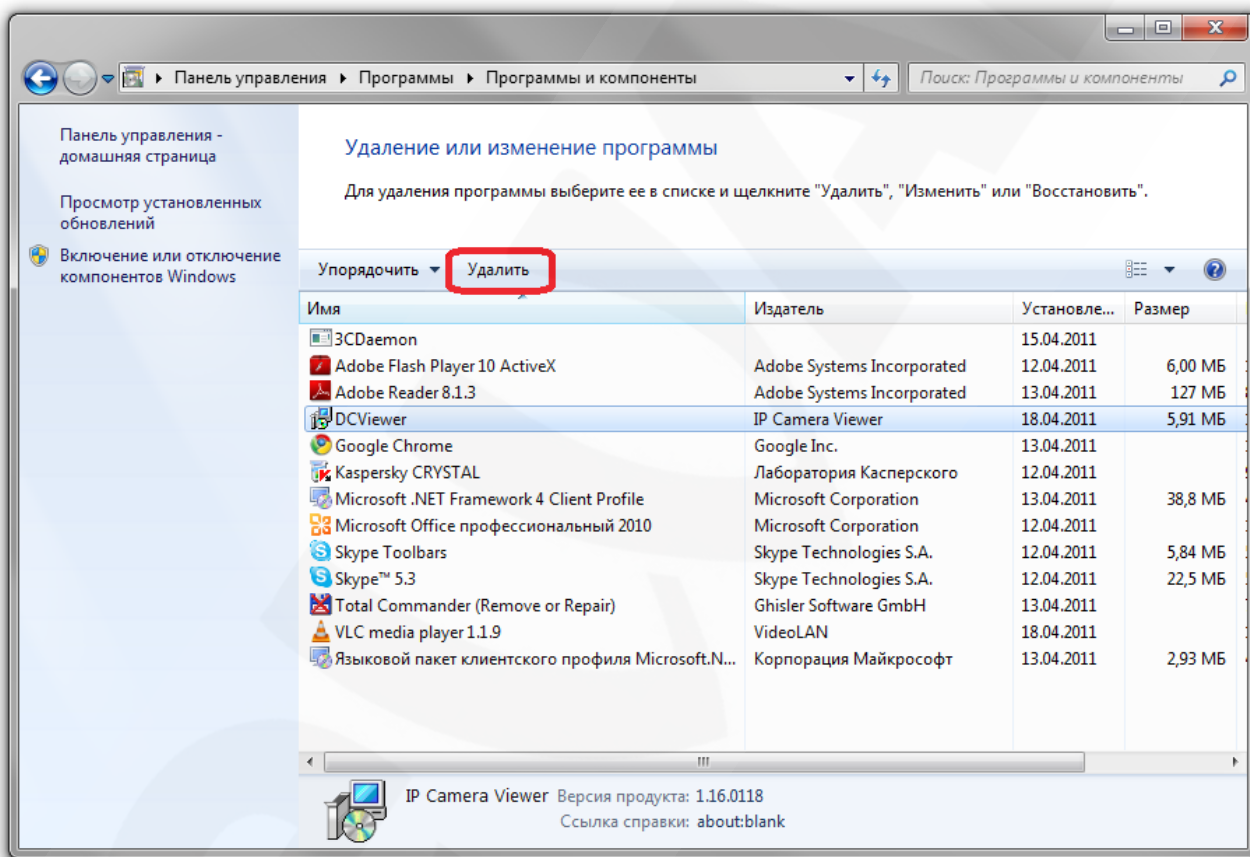 Панель управления ▸ Программы ▸ Программы и компоненты
Поиск: Программы и компоненты
Панель управления -
домашняя страница
Просмотр установленных
обновлений
Включение или отключение
компонентов Windows
Удаление или изменение программы
Для удаления программы выберите ее в списке и щелкните "Удалить", "Изменить" или "Восстановить".
Упорядочить Удалить
Имя Издатель Установле... Размер
3CDaemon 15.04.2011
Adobe Flash Player 10 ActiveX Adobe Systems Incorporated 12.04.2011 6,00 МБ
Adobe Reader 8.1.3 Adobe Systems Incorporated 13.04.2011 127 МБ
DCViewer IP Camera Viewer 18.04.2011 5,91 МБ
Google Chrome Google Inc. 13.04.2011
Kaspersky CRYSTAL Лаборатория Касперского 12.04.2011
Microsoft .NET Framework 4 Client Profile Microsoft Corporation 13.04.2011 38,8 МБ
Microsoft Office профессиональный 2010 Microsoft Corporation 12.04.2011
Skype Toolbars Skype Technologies S.A. 12.04.2011 5,84 МБ
Skype™ 5.3 Skype Technologies S.A. 12.04.2011 22,5 МБ
Total Commander (Remove or Repair) Ghisler Software GmbH 13.04.2011
VLC media player 1.1.9 VideoLAN 18.04.2011
Языковой пакет клиентского профиля Microsoft.N... Корпорация Майкрософт 13.04.2011 2,93 МБ
IP Camera Viewer Версия продукта: 1.16.0118
Ссылка справки: about:blank